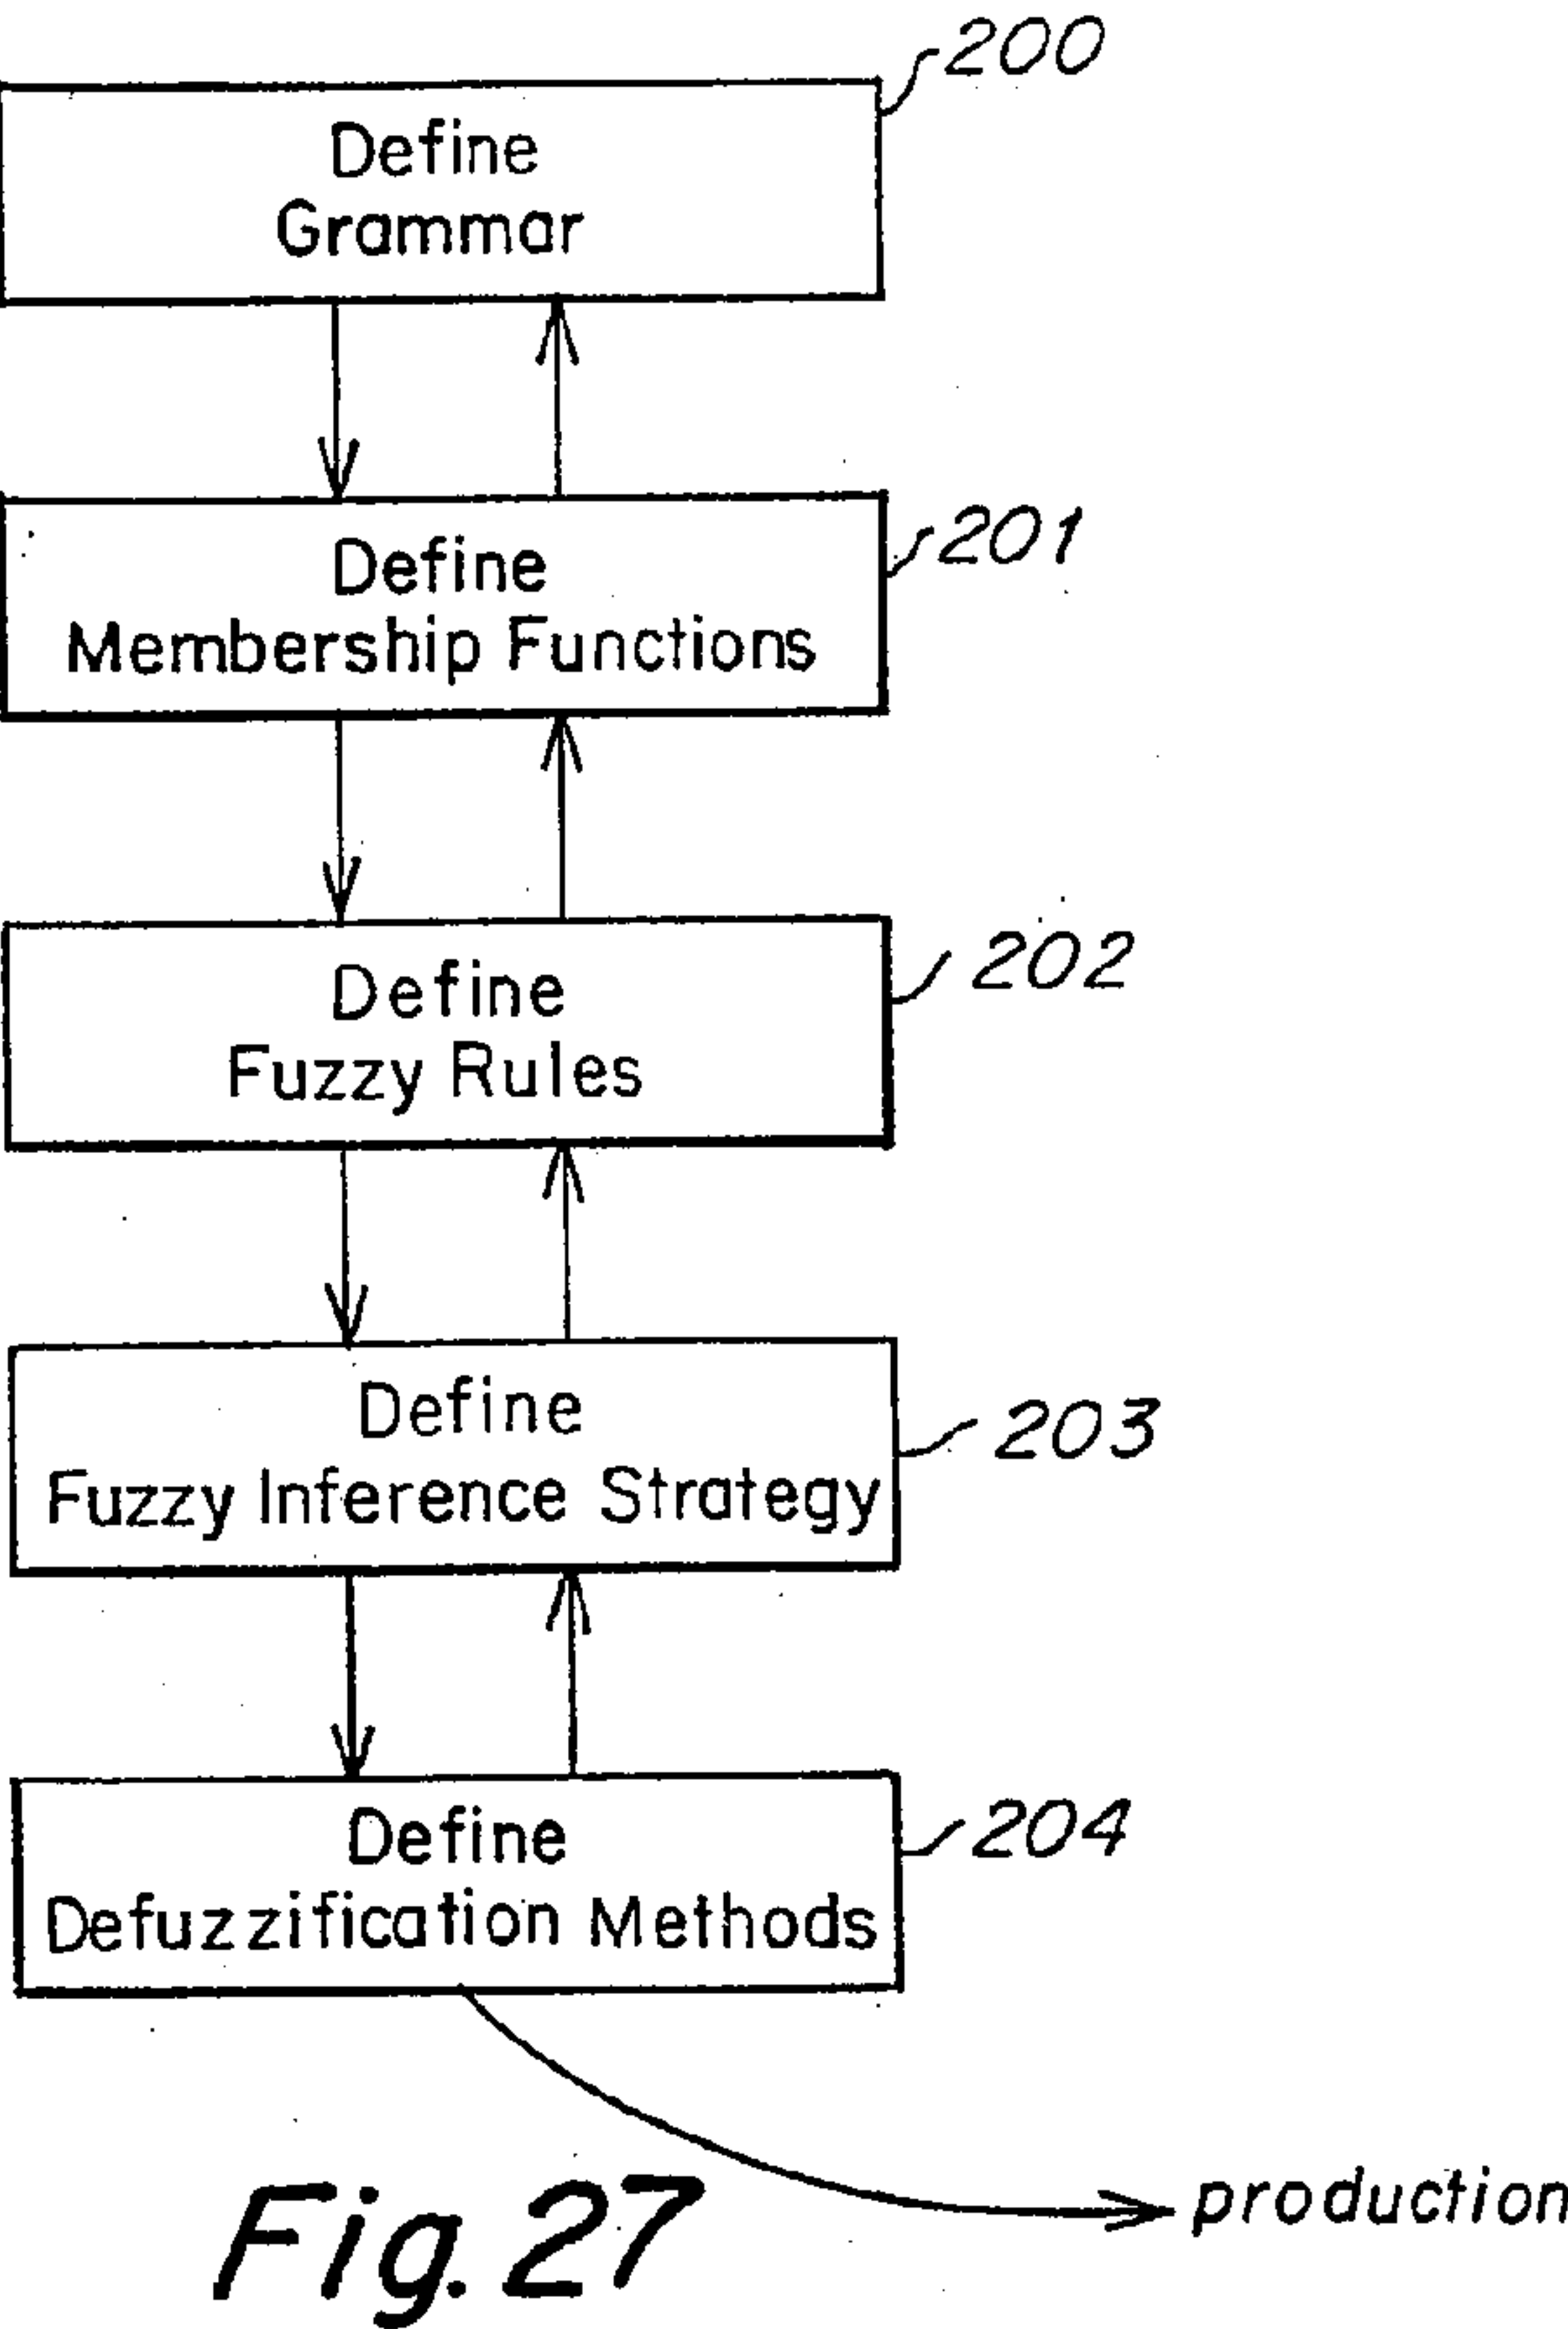 200
Define
Grammar
201
Define
Membership Functions
202
Define
Fuzzy Rules
203
Define
Fuzzy Inference Strategy
204
Define
Defuzzification Methods
production
Fig. 27